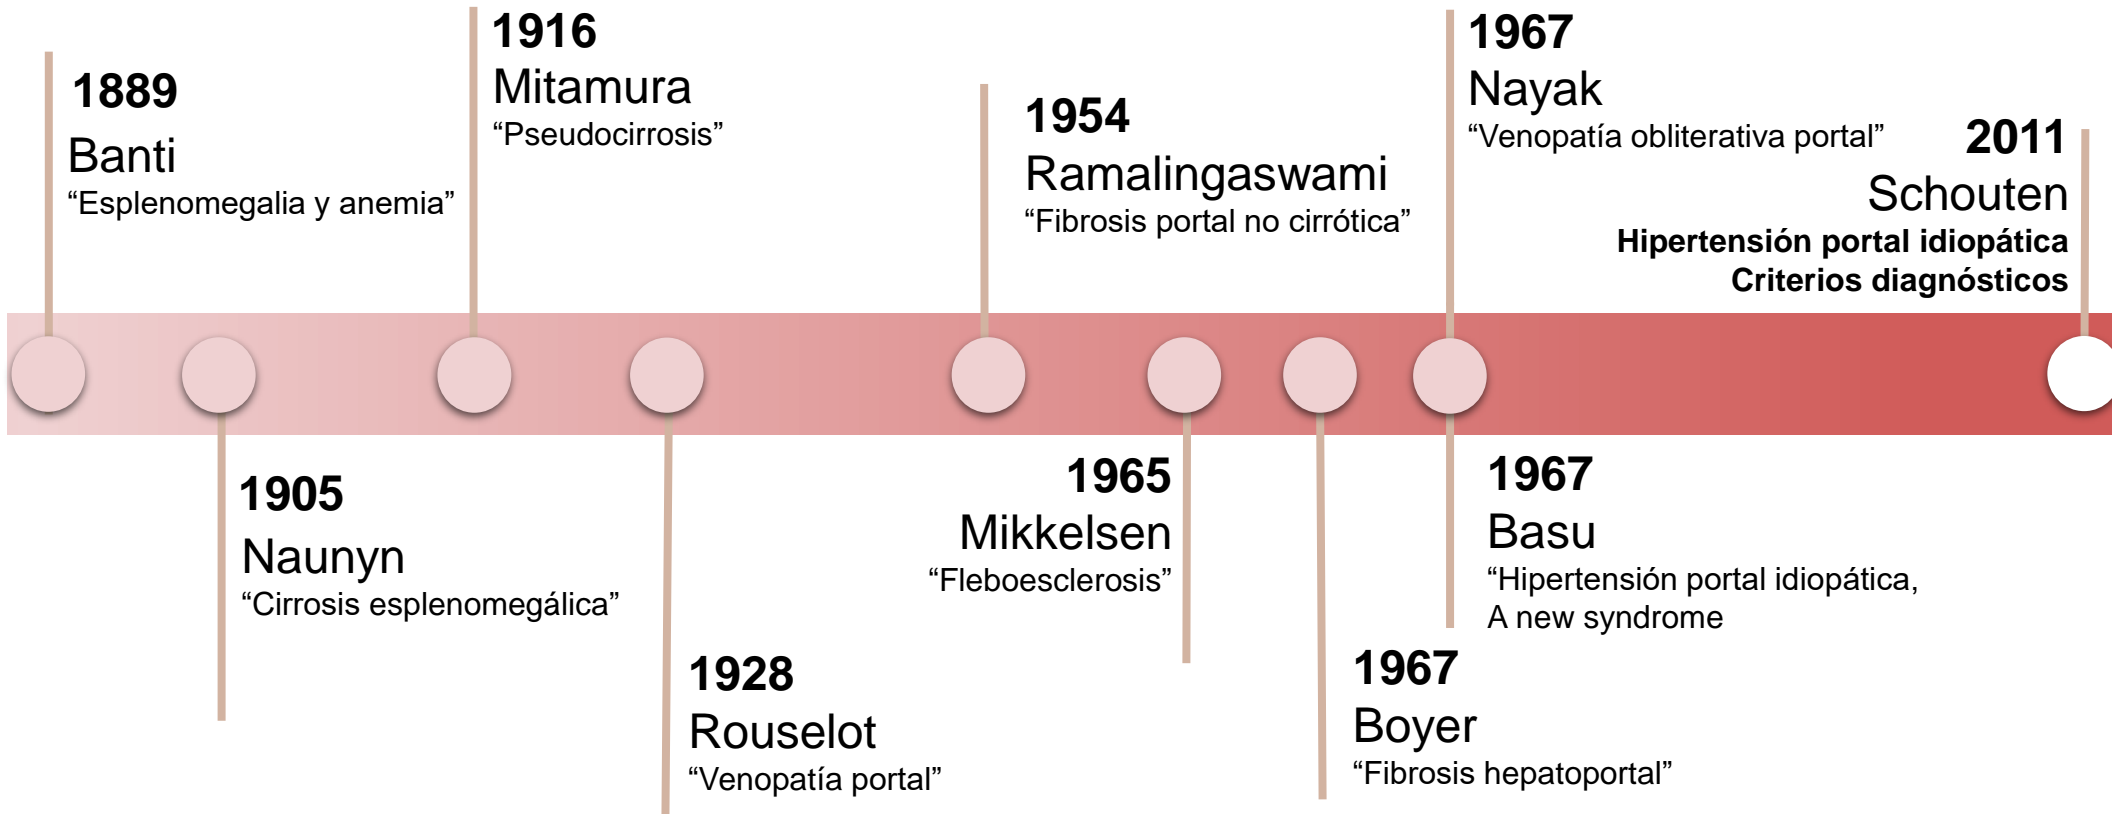 1889
Banti
“Esplenomegalia y anemia”
1905
Naunyn
“Cirrosis esplenomegálica”
1916
Mitamura
“Pseudocirrosis”
1928
Rouselot
“Venopatía portal”
1954
Ramalingaswami
“Fibrosis portal no cirrótica”
1965
Mikkelsen
“Fleboesclerosis”
1967
Boyer
“Fibrosis hepatoportal”
1967
Nayak
“Venopatía obliterativa portal”
1967
Basu
“Hipertensión portal idiopática,
A new syndrome
2011
Schouten
Hipertensión portal idiopática
Criterios diagnósticos